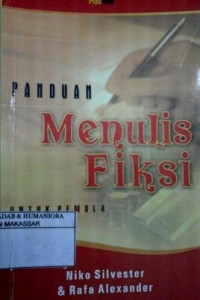 PANDUAN
Menulis
Fiksi
UNTUK PEMULA
ADAB & HUMANIORA
N MAKASSAR
Niko Silvester
& Rafa Alexander